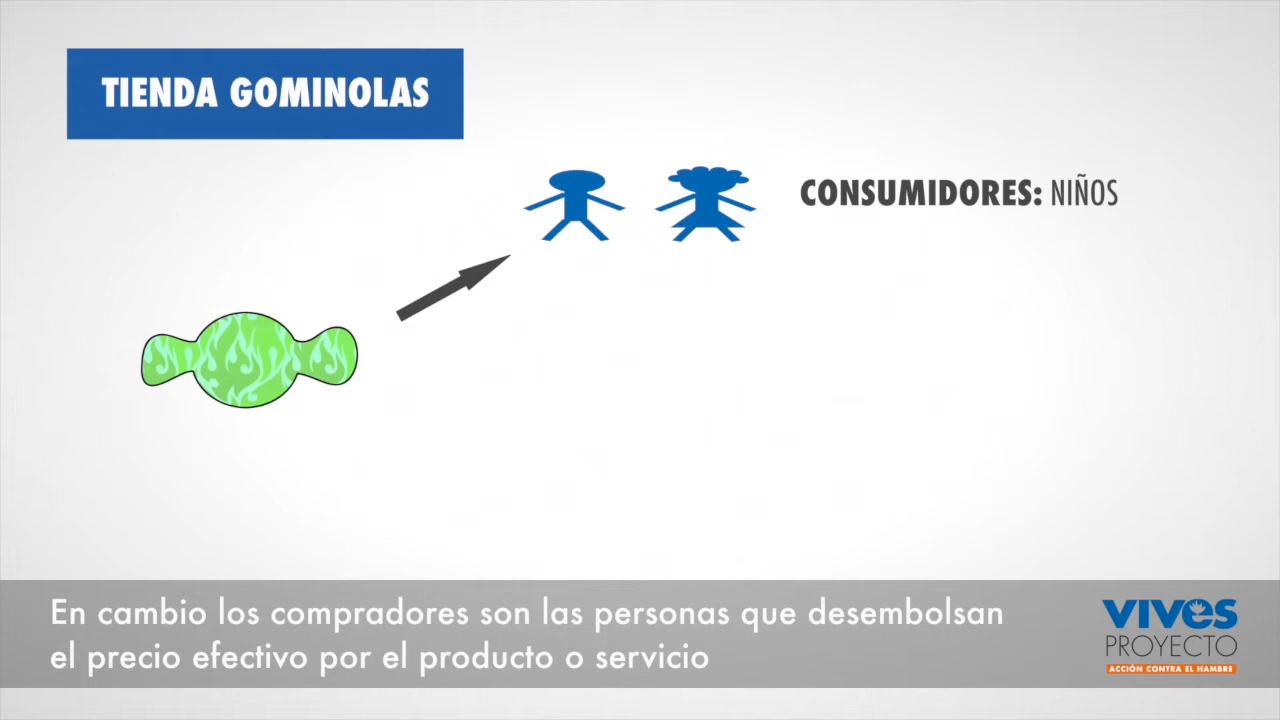 TIENDA GOMINOLAS
CONSUMIDORES: NIÑOS
En cambio los compradores son las personas que desembolsan
el precio efectivo por el producto o servicio
VIVES
PROYECTO
ACCIÓN CONTRA EL HAMBRE